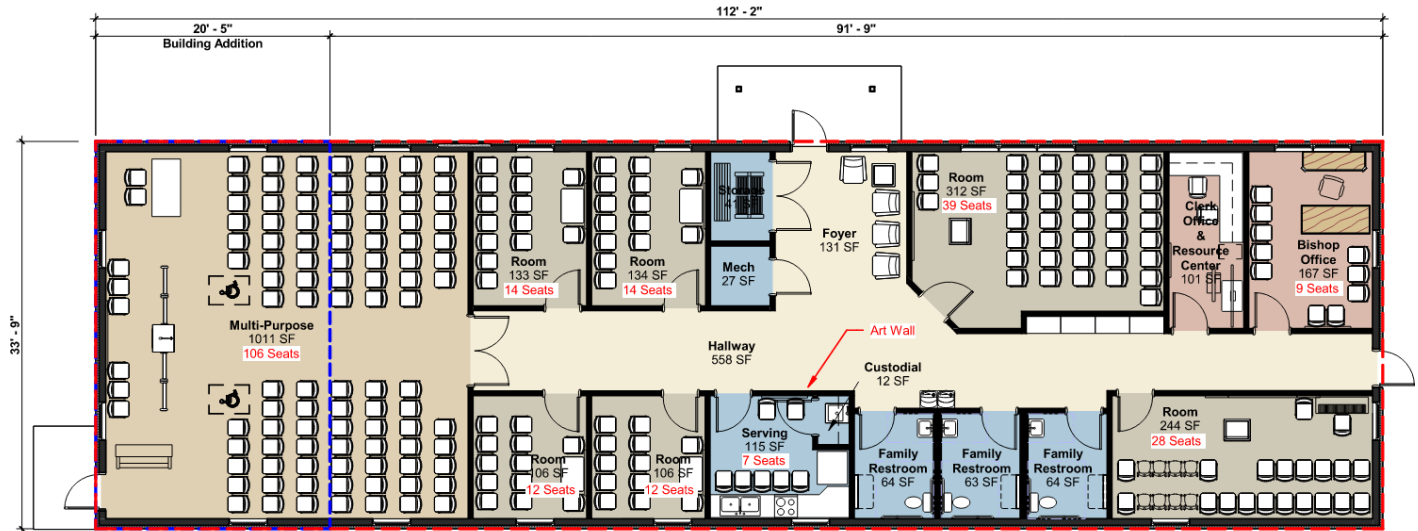 112' - 2"
20' - 5"
91' - 9"
Building Addition
33' - 9"
Multi-Purpose
1011 SF
106 Seats
Room
133 SF
14 Seats
Room
134 SF
14 Seats
Storage
41 SF
Mech
27 SF
Foyer
131 SF
Room
312 SF
39 Seats
Clerk
Office
&
Resource
Center
101 SF
Bishop
Office
167 SF
9 Seats
Hallway
558 SF
Art Wall
Custodial
12 SF
Room
106 SF
12 Seats
Room
106 SF
12 Seats
Serving
115 SF
7 Seats
Family
Restroom
64 SF
Family
Restroom
63 SF
Family
Restroom
64 SF
Room
244 SF
28 Seats